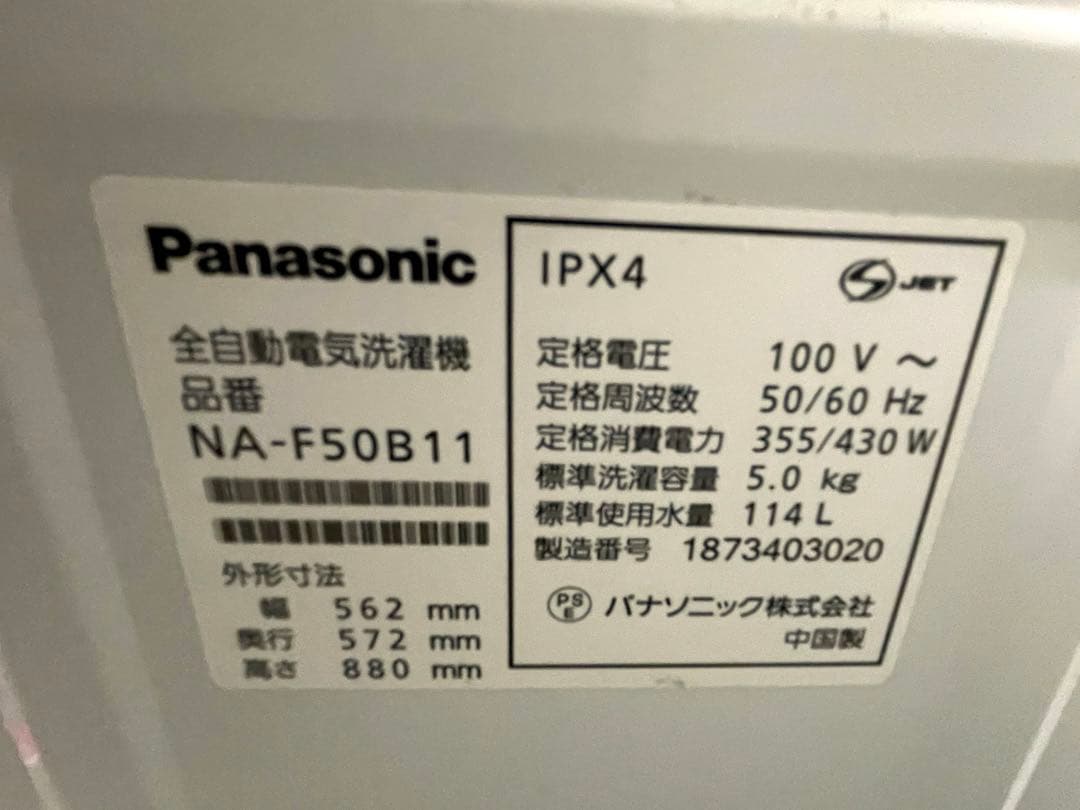 Panasonic
全自動電気洗濯機
品番
NA-F50B11
外形寸法
幅 562 mm
奥行 572 mm
高さ 880 mm
IPX4
S JET
定格電圧 100 V ～
定格周波数 50/60 Hz
定格消費電力 355/430 W
標準洗濯容量 5.0 kg
標準使用水量 114 L
製造番号 1873403020
PSE パナソニック株式会社
中国製